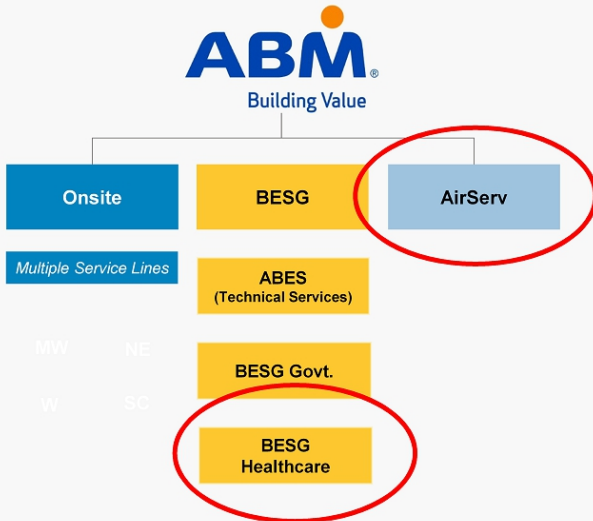 ABM®
Building Value
Onsite
BESG
AirServ
Multiple Service Lines
ABES
(Technical Services)
MW
NE
BESG Govt.
W
SC
BESG
Healthcare